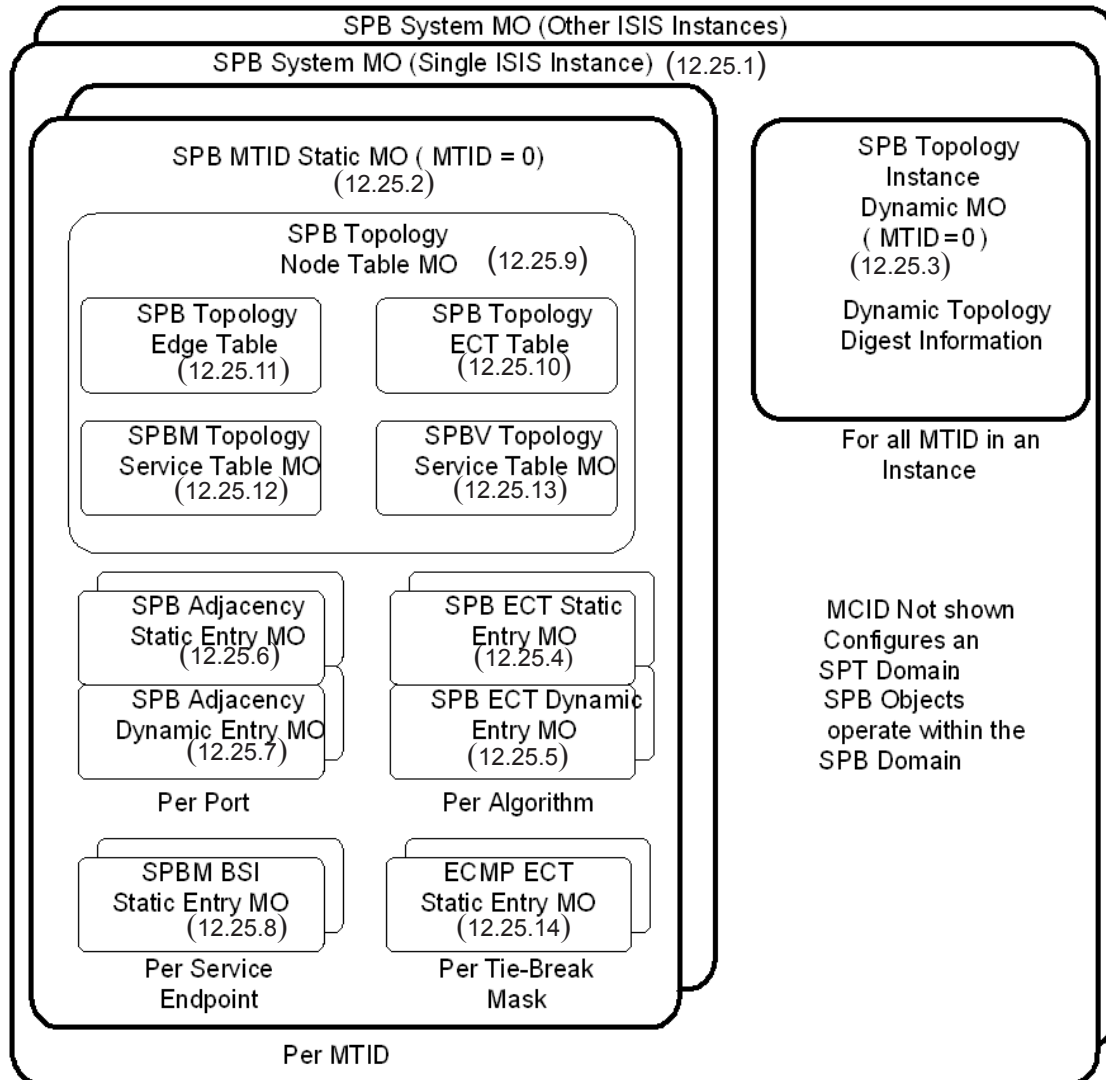 SPB System MO (Other ISIS Instances)
SPB System MO (Single ISIS Instance) (12.25.1)
SPB MTID Static MO ( MTID = 0)
(12.25.2)
SPB Topology
Node Table MO (12.25.9)
SPB Topology
Edge Table
(12.25.11)
SPB Topology
ECT Table
(12.25.10)
SPBM Topology
Service Table MO
(12.25.12)
SPBV Topology
Service Table MO
(12.25.13)
SPB Adjacency
Static Entry MO
(12.25.6)
SPB Adjacency
Dynamic Entry MO
(12.25.7)
Per Port
SPB ECT Static
Entry MO
(12.25.4)
SPB ECT Dynamic
Entry MO
(12.25.5)
Per Algorithm
SPBM BSI
Static Entry MO
(12.25.8)
Per Service
Endpoint
ECMP ECT
Static Entry MO
(12.25.14)
Per Tie-Break
Mask
Per MTID
SPB Topology
Instance
Dynamic MO
( MTID=0)
(12.25.3)
Dynamic Topology
Digest Information
For all MTID in an
Instance
MCID Not shown
Configures an
SPT Domain.
SPB Objects
operate within the
SPB Domain